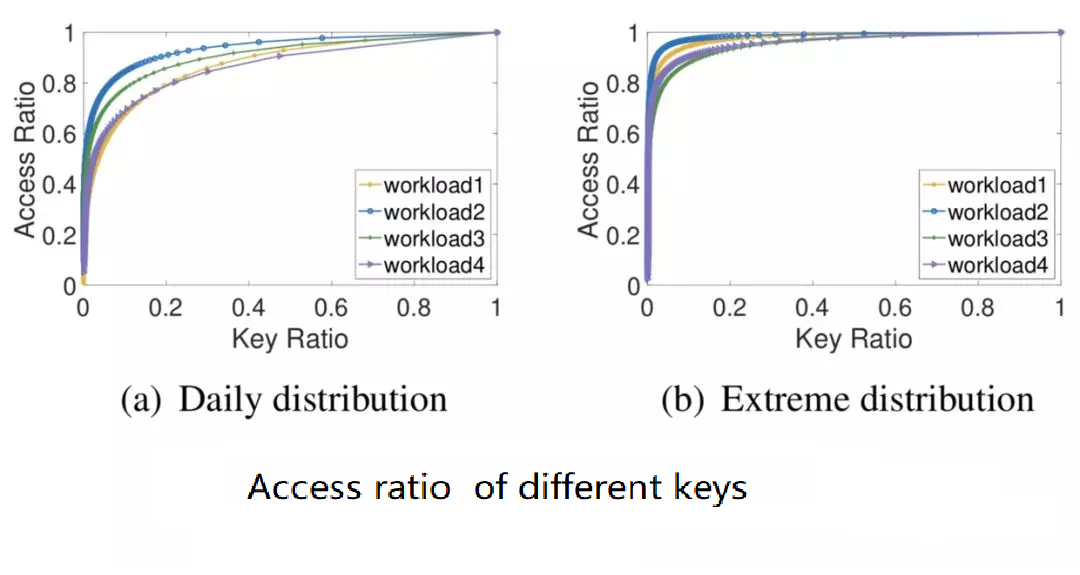 1
0.8
0.6
0.4
0.2
0
Access Ratio
0 0.2 0.4 0.6 0.8 1
Key Ratio
workload1
workload2
workload3
workload4
(a) Daily distribution
1
0.8
0.6
0.4
0.2
0
Access Ratio
0 0.2 0.4 0.6 0.8 1
Key Ratio
workload1
workload2
workload3
workload4
(b) Extreme distribution
Access ratio of different keys